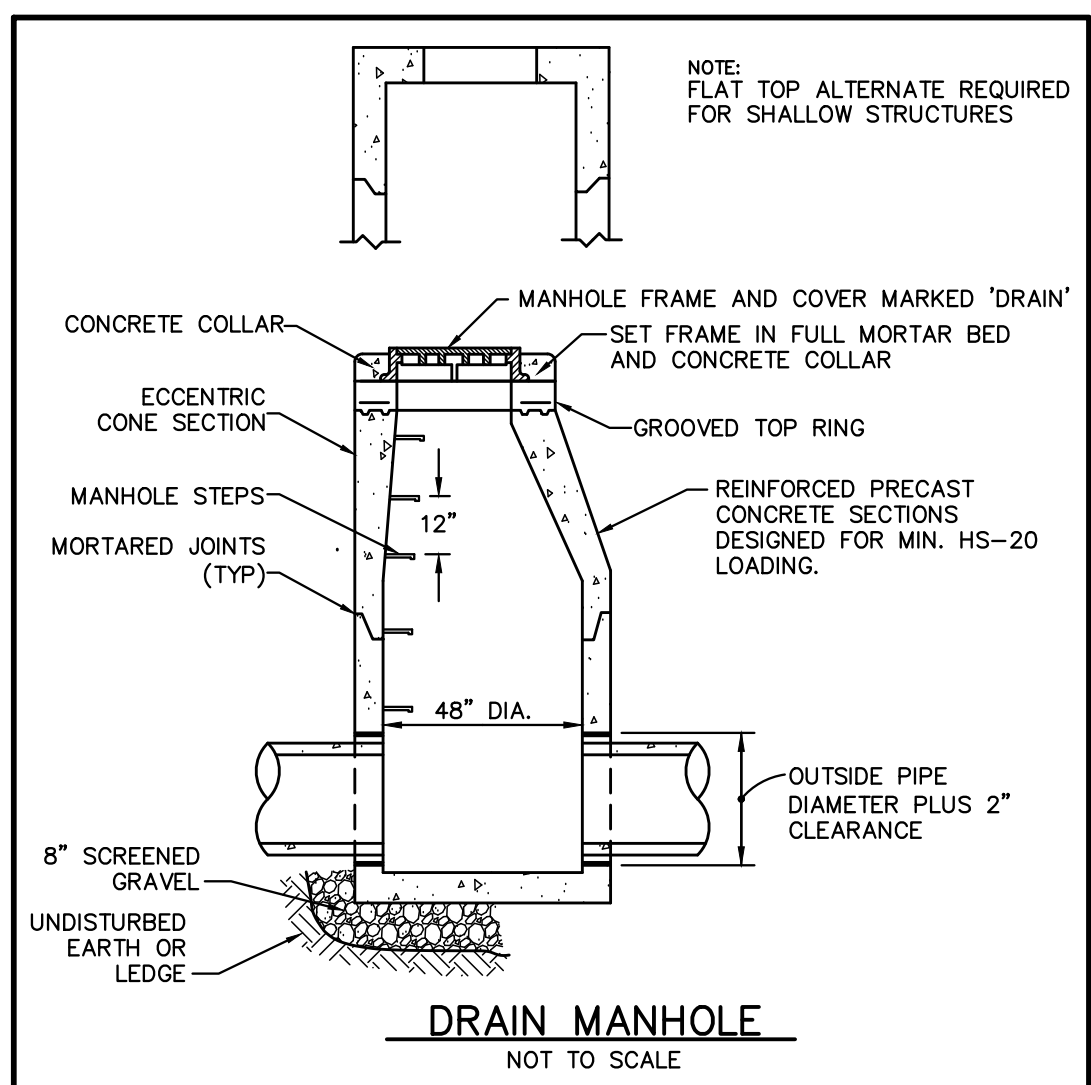 NOTE:
FLAT TOP ALTERNATE REQUIRED
FOR SHALLOW STRUCTURES
MANHOLE FRAME AND COVER MARKED 'DRAIN'
CONCRETE COLLAR
SET FRAME IN FULL MORTAR BED
AND CONCRETE COLLAR
ECCENTRIC
CONE SECTION
GROOVED TOP RING
MANHOLE STEPS
12"
REINFORCED PRECAST
CONCRETE SECTIONS
DESIGNED FOR MIN. HS-20
LOADING.
MORTARED JOINTS
(TYP)
48" DIA.
OUTSIDE PIPE
DIAMETER PLUS 2"
CLEARANCE
8" SCREENED
GRAVEL
UNDISTURBED
EARTH OR
LEDGE
DRAIN MANHOLE
NOT TO SCALE